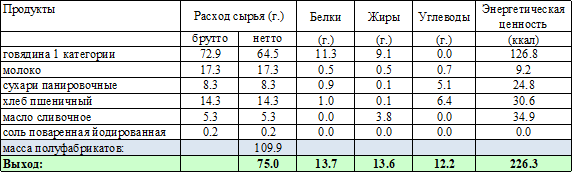 Продукты Расход сырья (г.) Белки Жиры Углеводы Энергетическая ценность
брутто нетто (г.) (г.) (г.) (ккал)
говядина 1 категории 72.9 64.5 11.3 9.1 0.0 126.8
молоко 17.3 17.3 0.5 0.5 0.7 9.2
сухари панировочные 8.3 8.3 0.9 0.1 5.1 24.8
хлеб пшеничный 14.3 14.3 1.0 0.1 6.4 30.6
масло сливочное 5.3 5.3 0.0 3.8 0.0 34.9
соль поваренная йодированная 0.2 0.2 0.0 0.0 0.0 0.0
масса полуфабрикатов: 109.9
Выход: 75.0 13.7 13.6 12.2 226.3